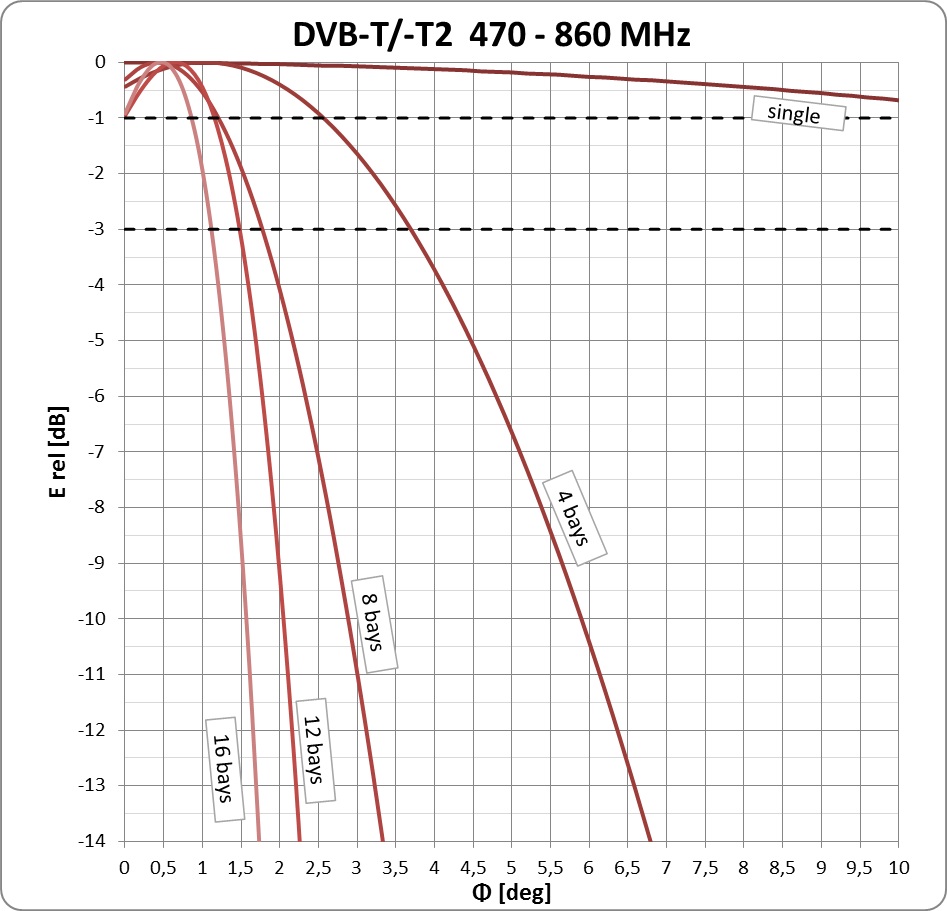 DVB-T/-T2 470 - 860 MHz
0
-1
-2
-3
-4
-5
-6
-7
-8
-9
-10
-11
-12
-13
-14
E rel [dB]
single
4 bays
8 bays
12 bays
16 bays
0 0,5 1 1,5 2 2,5 3 3,5 4 4,5 5 5,5 6 6,5 7 7,5 8 8,5 9 9,5 10
Φ [deg]